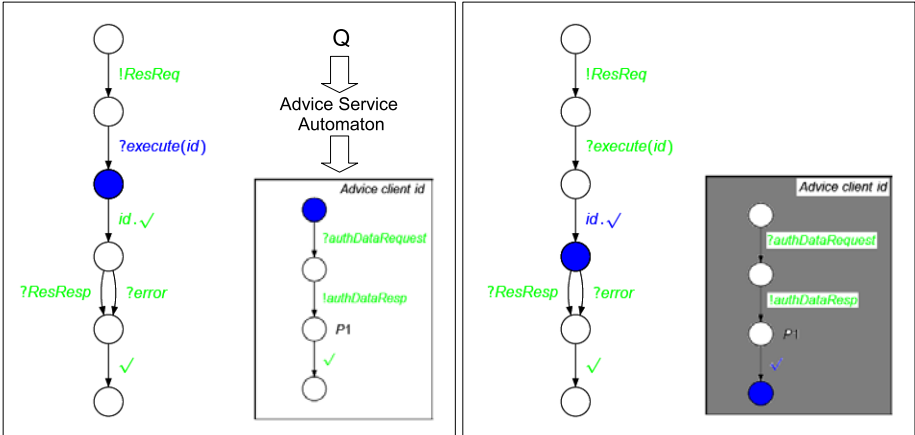 !ResReq
?execute(id)
id.√
?ResResp
?error
√
Q
Advice Service
Automaton
Advice client id
?authDataRequest
!authDataResp
P1
√
!ResReq
?execute(id)
id.√
?ResResp
?error
√
Advice client id
?authDataRequest
!authDataResp
P1
√